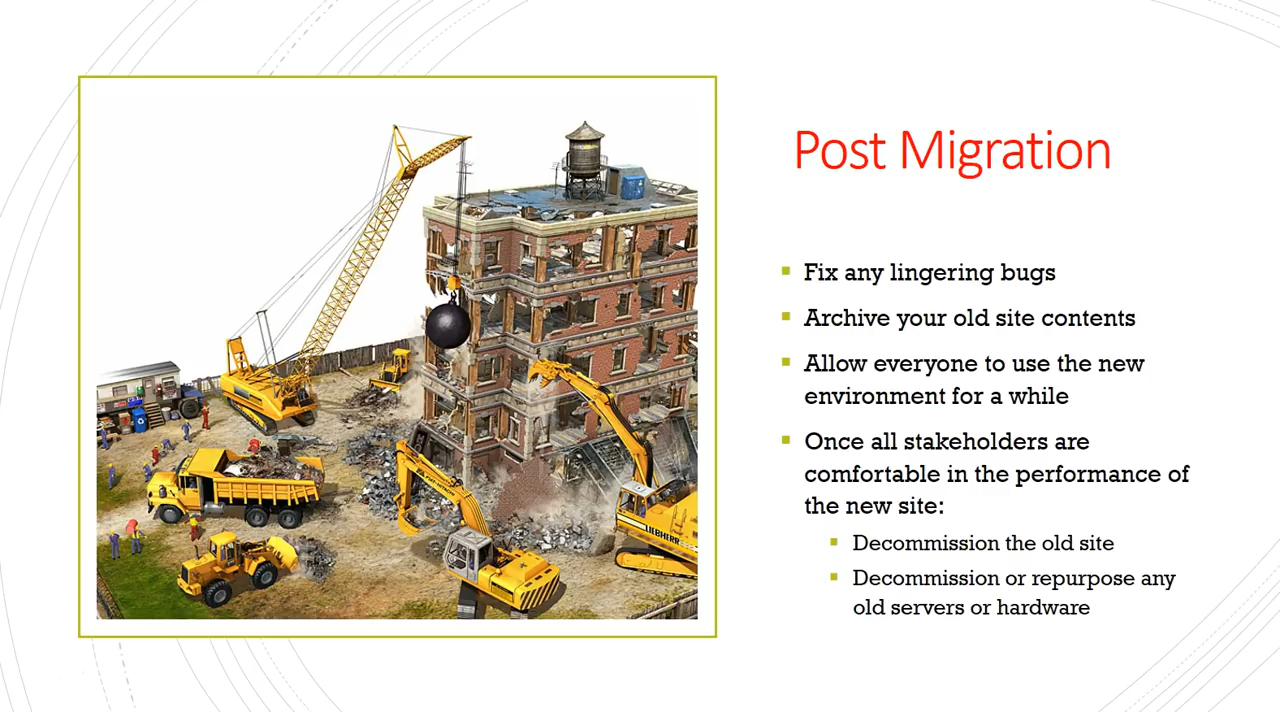 Post Migration
Fix any lingering bugs
Archive your old site contents
Allow everyone to use the new
environment for a while
Once all stakeholders are
comfortable in the performance of
the new site:
Decommission the old site
Decommission or repurpose any
old servers or hardware
LIEBHERR